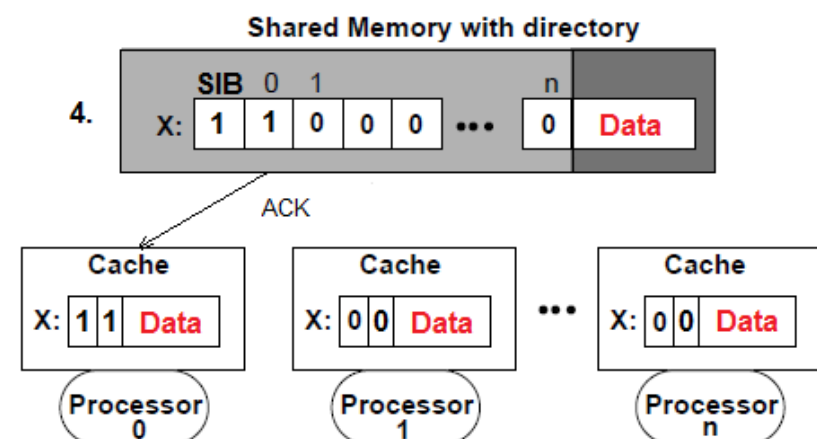 Shared Memory with directory
SIB 0 1 n
4. X: 1 1 0 0 0 ••• 0 Data
ACK
Cache Cache Cache
X: 1 1 Data X: 0 0 Data ••• X: 0 0 Data
Processor Processor Processor
0 1 n